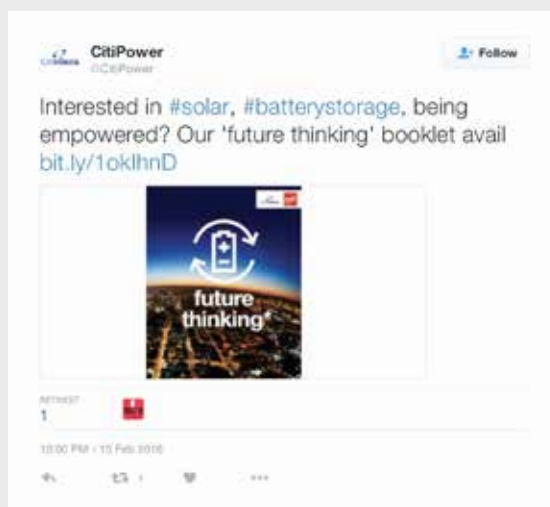 CitiPower
@CitiPower
Follow
Interested in #solar, #batterystorage, being
empowered? Our 'future thinking' booklet avail
bit.ly/1oklhnD
future
thinking*
RETWEET
1
10:00 PM - 15 Feb 2016
1